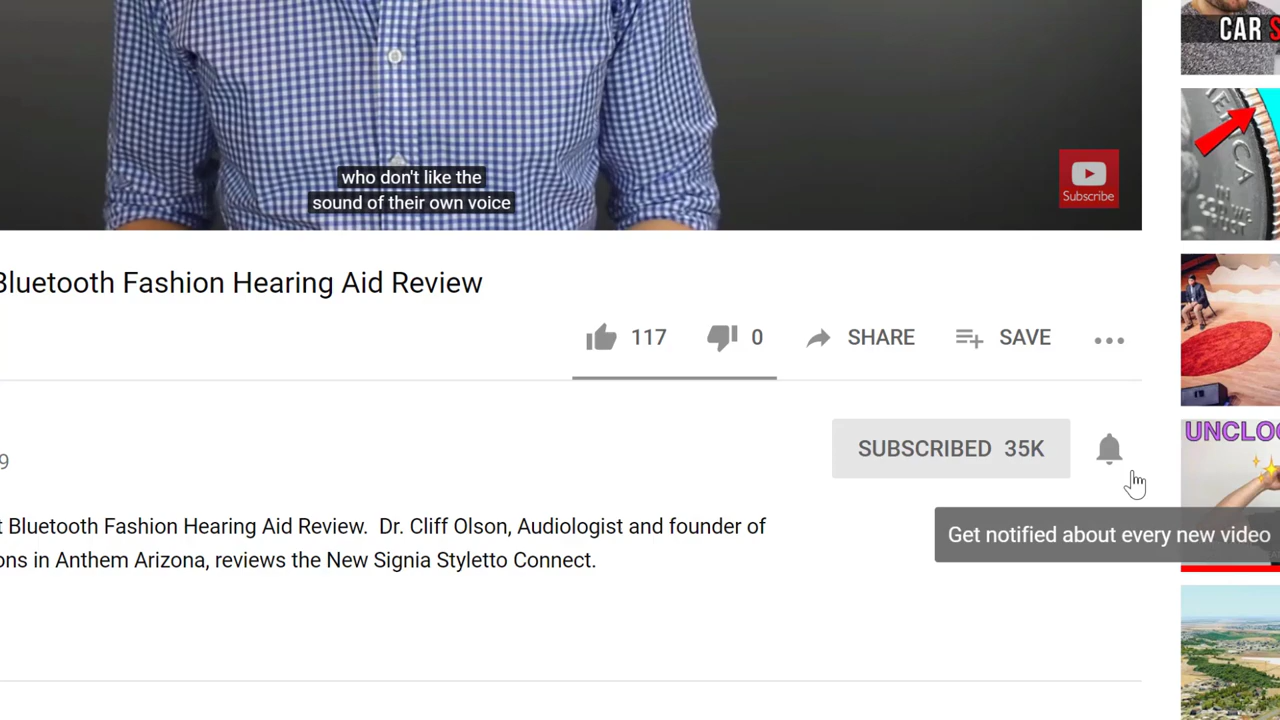 CAR
who don't like the
sound of their own voice
Subscribe
Bluetooth Fashion Hearing Aid Review
117
0
SHARE
SAVE
SUBSCRIBED 35K
9
UNCLO
Get notified about every new video
t Bluetooth Fashion Hearing Aid Review. Dr. Cliff Olson, Audiologist and founder of
ons in Anthem Arizona, reviews the New Signia Styletto Connect.